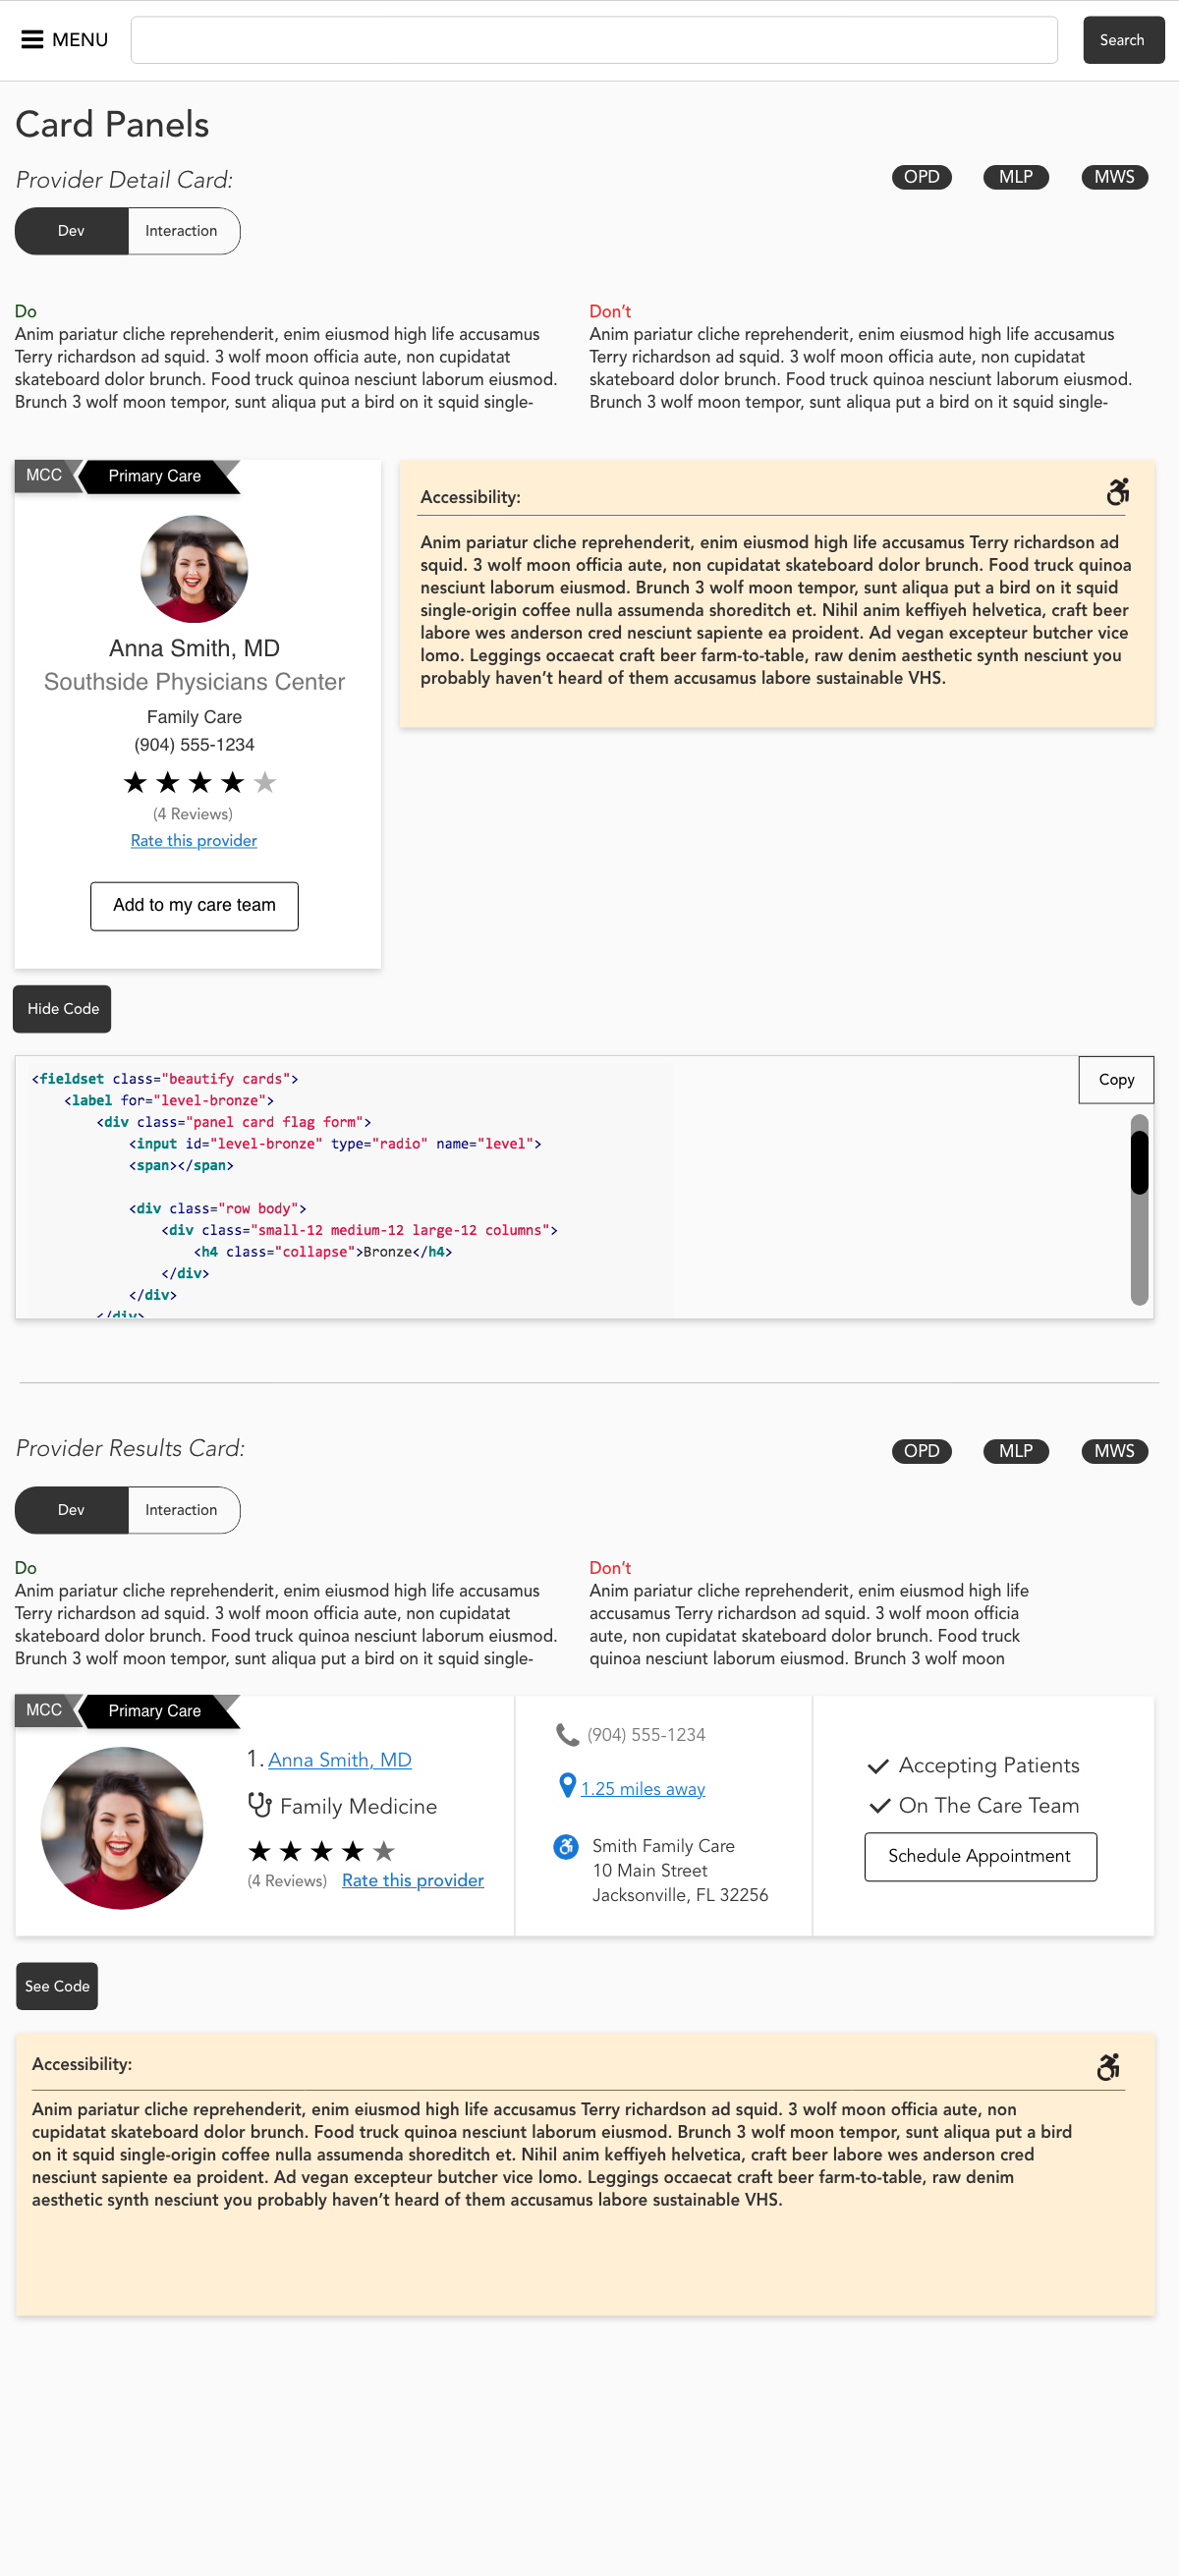 MENU
Search
Card Panels
Provider Detail Card:
OPD MLP MWS
Dev Interaction
Do
Anim pariatur cliche reprehenderit, enim eiusmod high life accusamus
Terry richardson ad squid. 3 wolf moon officia aute, non cupidatat
skateboard dolor brunch. Food truck quinoa nesciunt laborum eiusmod.
Brunch 3 wolf moon tempor, sunt aliqua put a bird on it squid single-
Don’t
Anim pariatur cliche reprehenderit, enim eiusmod high life accusamus
Terry richardson ad squid. 3 wolf moon officia aute, non cupidatat
skateboard dolor brunch. Food truck quinoa nesciunt laborum eiusmod.
Brunch 3 wolf moon tempor, sunt aliqua put a bird on it squid single-
MCC Primary Care
Anna Smith, MD
Southside Physicians Center
Family Care
(904) 555-1234
(4 Reviews)
Rate this provider
Add to my care team
Accessibility:
Anim pariatur cliche reprehenderit, enim eiusmod high life accusamus Terry richardson ad
squid. 3 wolf moon officia aute, non cupidatat skateboard dolor brunch. Food truck quinoa
nesciunt laborum eiusmod. Brunch 3 wolf moon tempor, sunt aliqua put a bird on it squid
single-origin coffee nulla assumenda shoreditch et. Nihil anim keffiyeh helvetica, craft beer
labore wes anderson cred nesciunt sapiente ea proident. Ad vegan excepteur butcher vice
lomo. Leggings occaecat craft beer farm-to-table, raw denim aesthetic synth nesciunt you
probably haven’t heard of them accusamus labore sustainable VHS.
Hide Code
Copy
<fieldset class="beautify cards">
<label for="level-bronze">
<div class="panel card flag form">
<input id="level-bronze" type="radio" name="level">
<span></span>
<div class="row body">
<div class="small-12 medium-12 large-12 columns">
<h4 class="collapse">Bronze</h4>
</div>
</div>
</div>
Provider Results Card:
OPD MLP MWS
Dev Interaction
Do
Anim pariatur cliche reprehenderit, enim eiusmod high life accusamus
Terry richardson ad squid. 3 wolf moon officia aute, non cupidatat
skateboard dolor brunch. Food truck quinoa nesciunt laborum eiusmod.
Brunch 3 wolf moon tempor, sunt aliqua put a bird on it squid single-
Don’t
Anim pariatur cliche reprehenderit, enim eiusmod high life
accusamus Terry richardson ad squid. 3 wolf moon officia
aute, non cupidatat skateboard dolor brunch. Food truck
quinoa nesciunt laborum eiusmod. Brunch 3 wolf moon
MCC Primary Care
1. Anna Smith, MD
Family Medicine
(4 Reviews) Rate this provider
(904) 555-1234
1.25 miles away
Smith Family Care
10 Main Street
Jacksonville, FL 32256
Accepting Patients
On The Care Team
Schedule Appointment
See Code
Accessibility:
Anim pariatur cliche reprehenderit, enim eiusmod high life accusamus Terry richardson ad squid. 3 wolf moon officia aute, non
cupidatat skateboard dolor brunch. Food truck quinoa nesciunt laborum eiusmod. Brunch 3 wolf moon tempor, sunt aliqua put a bird
on it squid single-origin coffee nulla assumenda shoreditch et. Nihil anim keffiyeh helvetica, craft beer labore wes anderson cred
nesciunt sapiente ea proident. Ad vegan excepteur butcher vice lomo. Leggings occaecat craft beer farm-to-table, raw denim
aesthetic synth nesciunt you probably haven’t heard of them accusamus labore sustainable VHS.